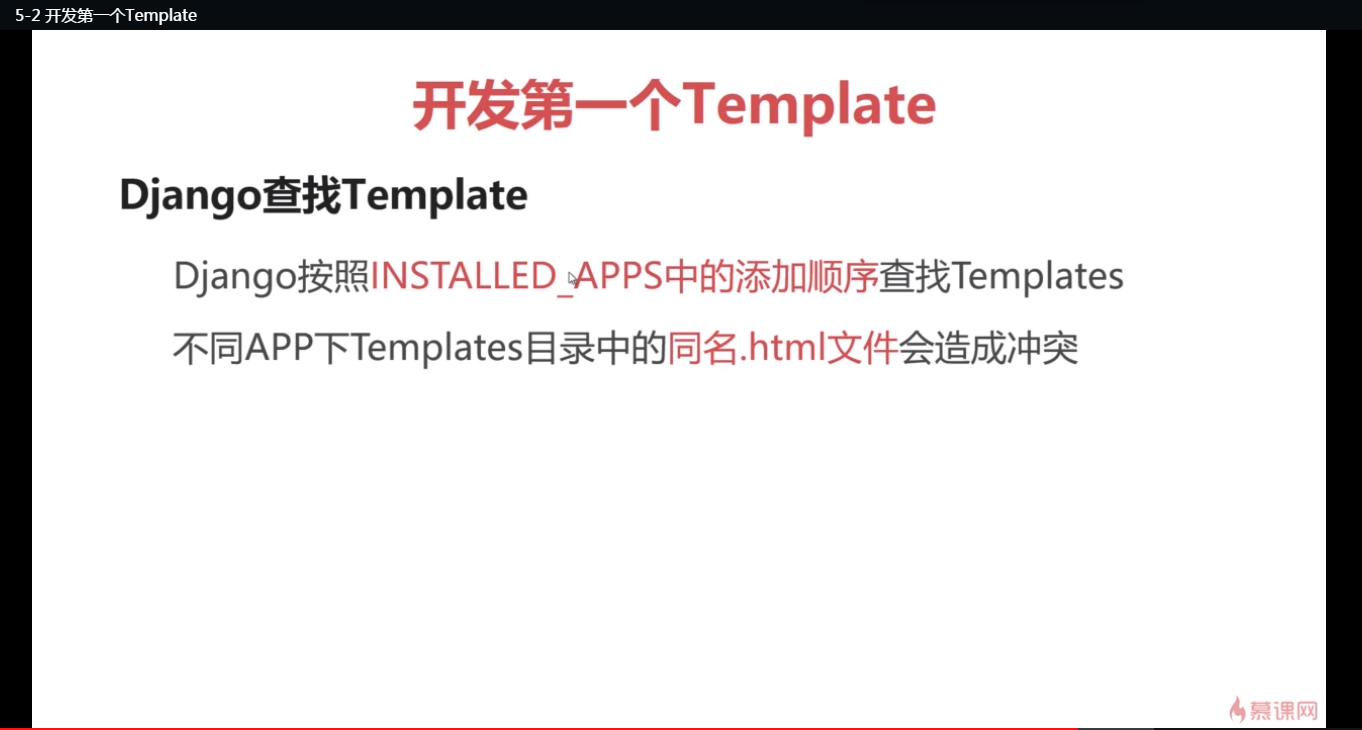 5-2 开发第一个Template
开发第一个Template
Django查找Template
Django按照INSTALLED_APPS中的添加顺序查找Templates
不同APP下Templates目录中的同名.html文件会造成冲突
慕课网